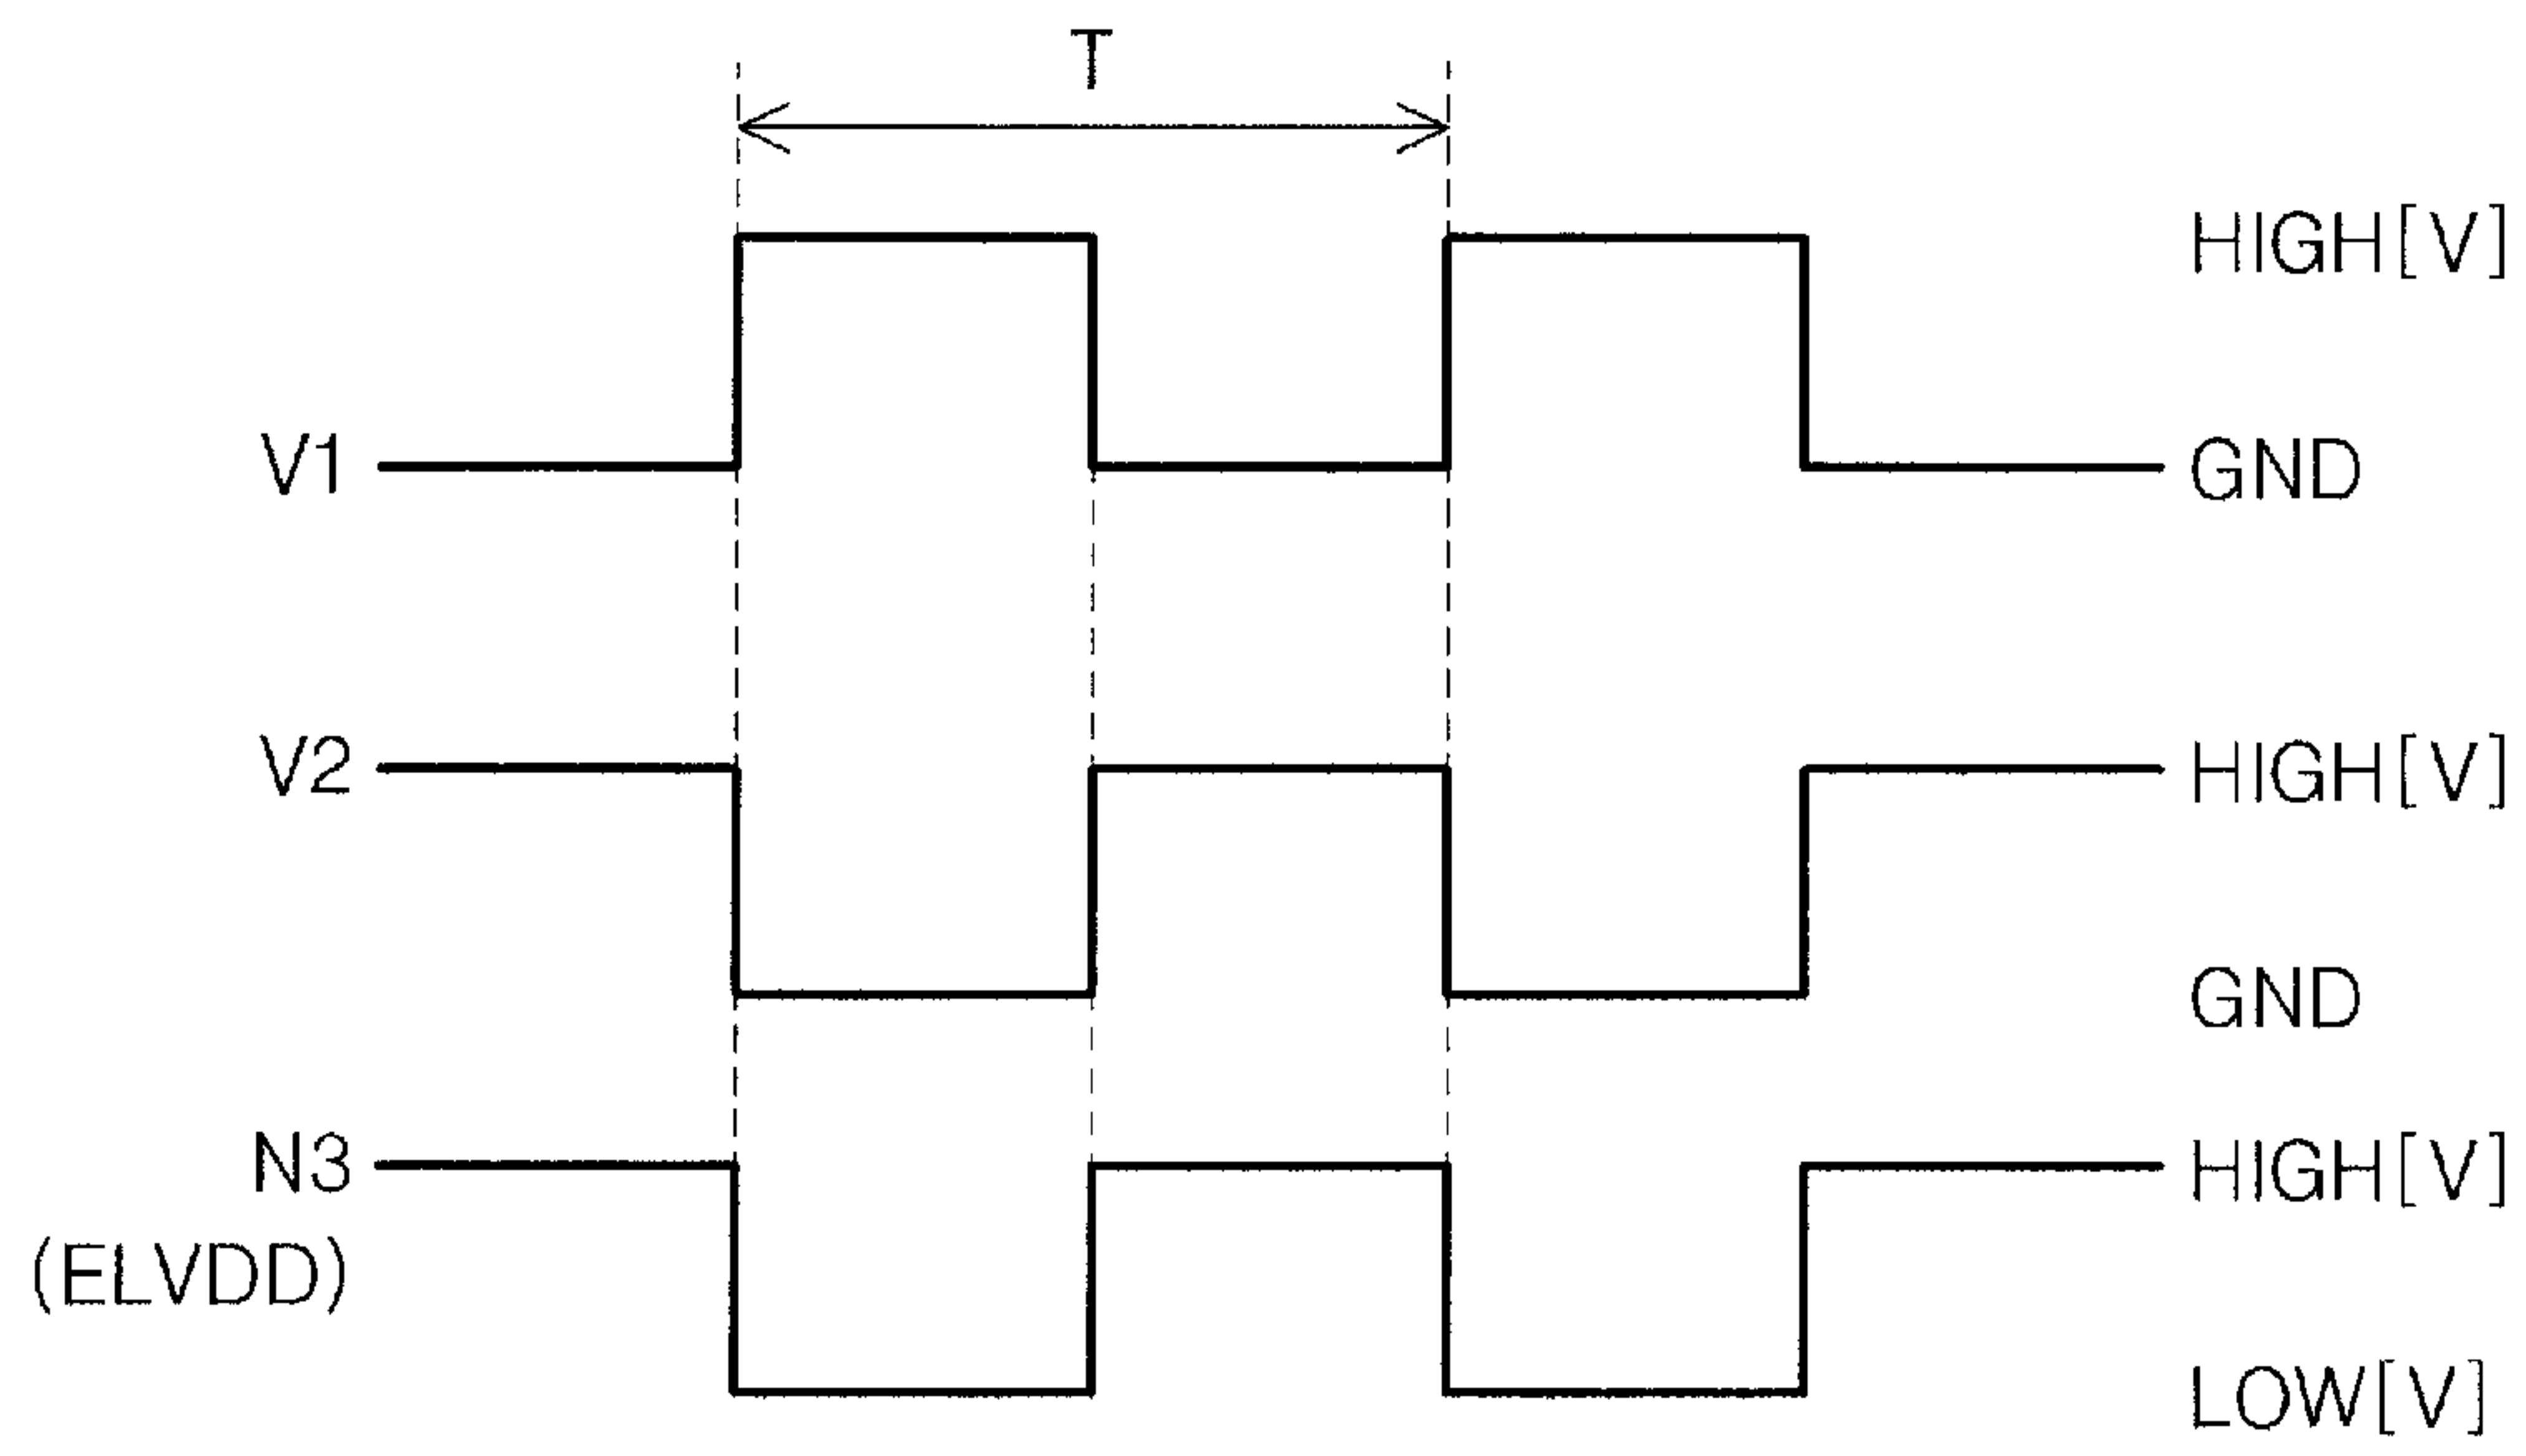 T
HIGH[V]
V1 GND
V2 HIGH[V]
GND
N3 HIGH[V]
(ELVDD)
LOW[V]